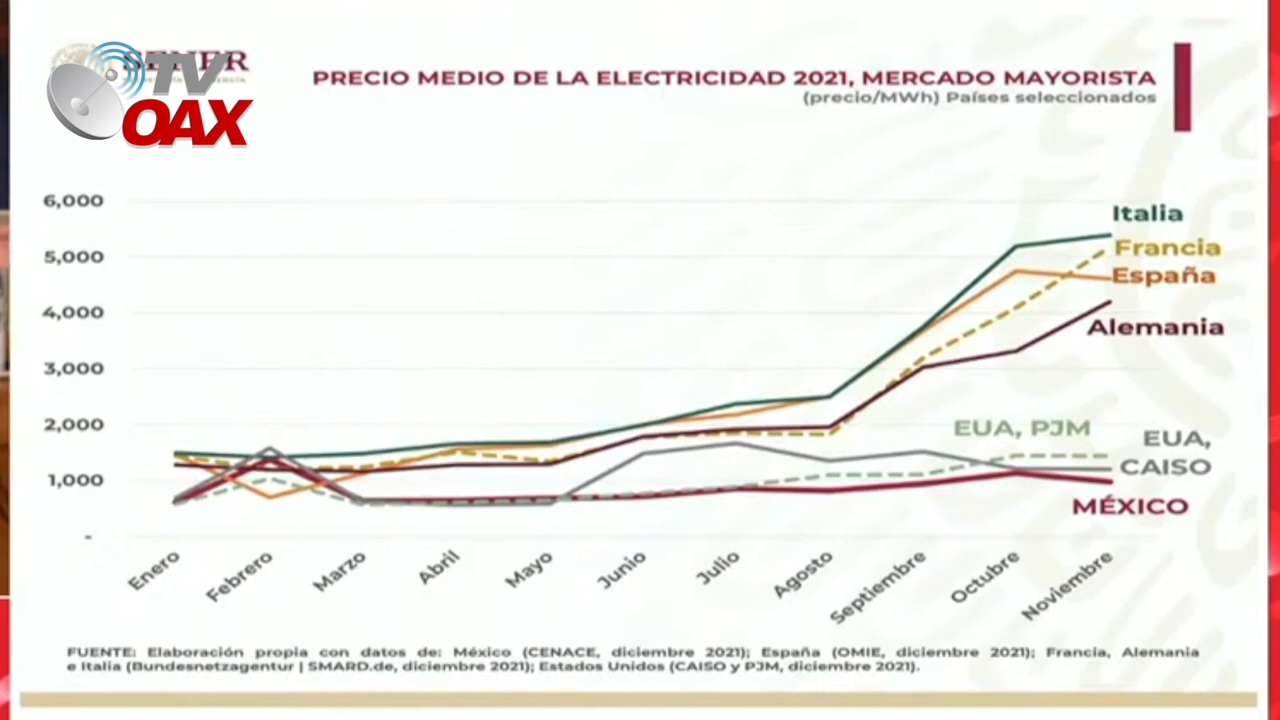 SENER
TV
OAX
PRECIO MEDIO DE LA ELECTRICIDAD 2021, MERCADO MAYORISTA
(precio/MWh) Países seleccionados
6,000
5,000
4,000
3,000
2,000
1,000
-
Italia
Francia
España
Alemania
EUA, PJM
EUA,
CAISO
MÉXICO
Enero
Febrero
Marzo
Abril
Mayo
Junio
Julio
Agosto
Septiembre
Octubre
Noviembre
FUENTE: Elaboración propia con datos de: México (CENACE, diciembre 2021); España (OMIE, diciembre 2021); Francia, Alemania
e Italia (Bundesnetzagentur | SMARD.de, diciembre 2021); Estados Unidos (CAISO y PJM, diciembre 2021).